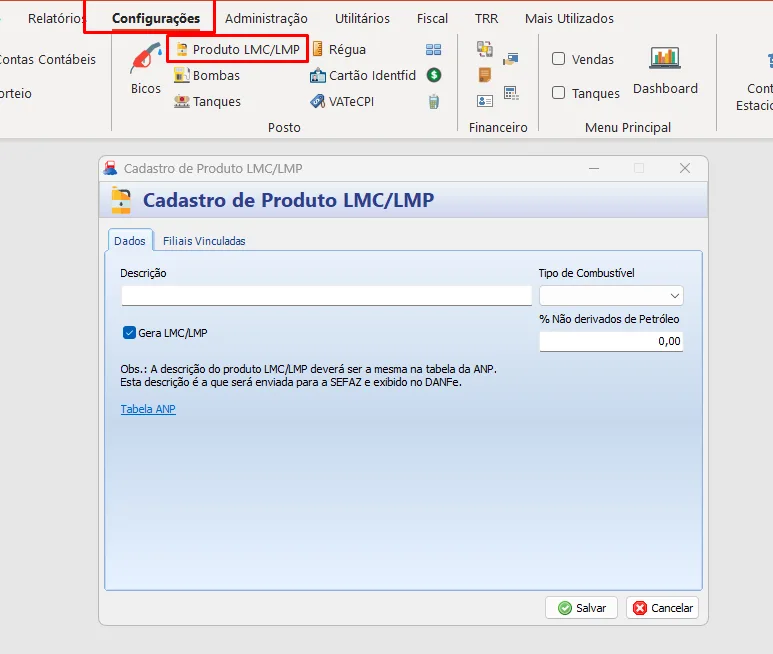 Relatórios Configurações Administração Utilitários Fiscal TRR Mais Utilizados
Contas Contábeis
orteio
Bicos
Produto LMC/LMP
Bombas
Tanques
Régua
Cartão Identfid
VATeCPI
Posto
Financeiro
Vendas
Tanques
Dashboard
Menu Principal
Cont
Estacio
Cadastro de Produto LMC/LMP
Cadastro de Produto LMC/LMP
Dados Filiais Vinculadas
Descrição
Tipo de Combustível
% Não derivados de Petróleo
0,00
Gera LMC/LMP
Obs.: A descrição do produto LMC/LMP deverá ser a mesma na tabela da ANP.
Esta descrição é a que será enviada para a SEFAZ e exibido no DANFe.
Tabela ANP
Salvar Cancelar